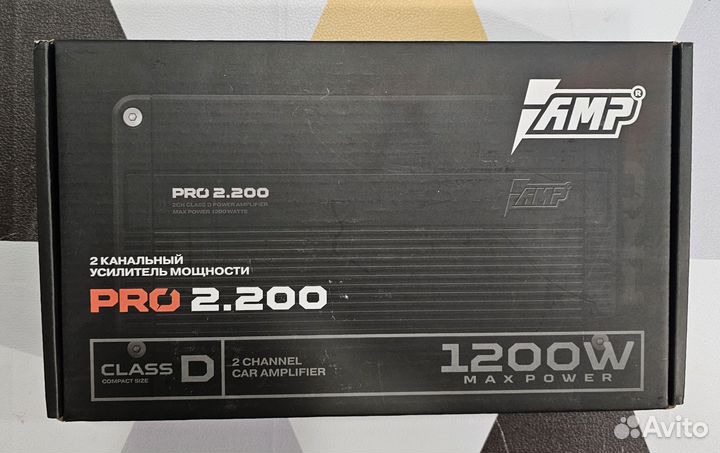 AMP®
PRO 2.200
2CH CLASS D POWER AMPLIFIER
MAX POWER 1200 WATTS
AMP
2 КАНАЛЬНЫЙ
УСИЛИТЕЛЬ МОЩНОСТИ
PRO 2.200
CLASS D
COMPACT SIZE
2 CHANNEL
CAR AMPLIFIER
1200W
MAX POWER
Avito